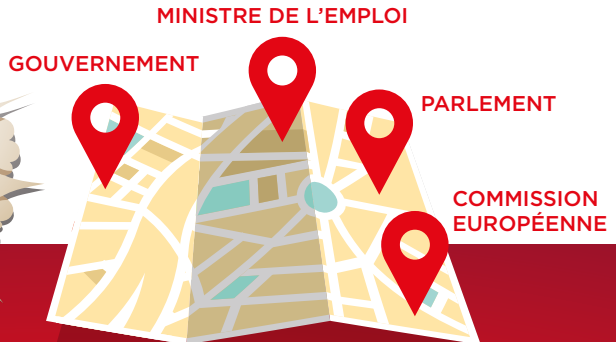 MINISTRE DE L’EMPLOI
GOUVERNEMENT
PARLEMENT
COMMISSION
EUROPÉENNE